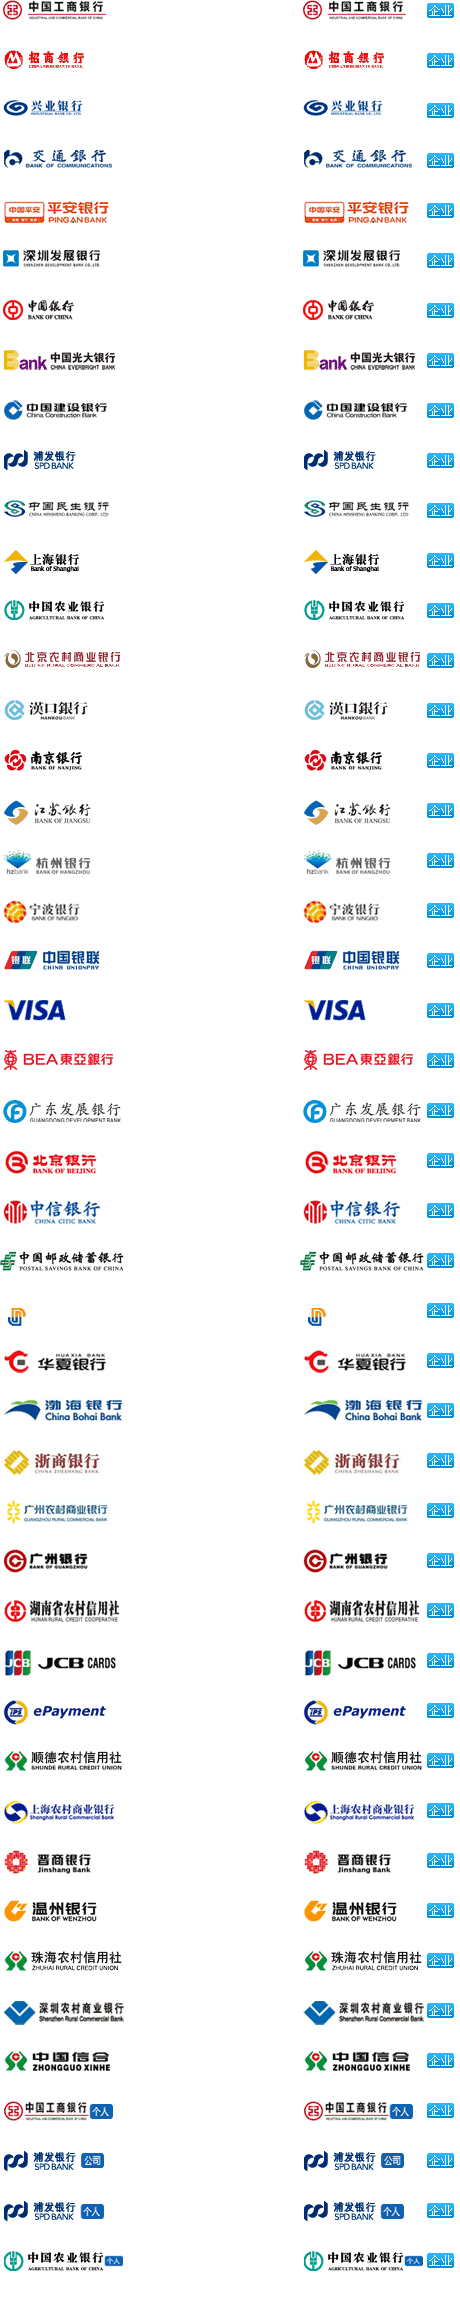 中国工商银行 中国工商银行 企业
INDUSTRIAL AND COMMERCIAL BANK OF CHINA INDUSTRIAL AND COMMERCIAL BANK OF CHINA
招商银行 招商银行 企业
CHINA MERCHANTS BANK CHINA MERCHANTS BANK
兴业银行 兴业银行 企业
INDUSTRIAL BANK CO.,LTD. INDUSTRIAL BANK CO.,LTD.
交通銀行 交通銀行 企业
BANK OF COMMUNICATIONS BANK OF COMMUNICATIONS
中国平安 平安银行 中国平安 平安银行 企业
PINGAN BANK PINGAN BANK
深圳发展银行 深圳发展银行 企业
SHENZHEN DEVELOPMENT BANK CO.,LTD. SHENZHEN DEVELOPMENT BANK CO.,LTD.
中国银行 中国银行 企业
BANK OF CHINA BANK OF CHINA
Bank 中国光大银行 Bank 中国光大银行 企业
CHINA EVERBRIGHT BANK CHINA EVERBRIGHT BANK
中国建设银行 中国建设银行 企业
China Construction Bank China Construction Bank
浦发银行 浦发银行 企业
SPD BANK SPD BANK
中国民生银行 中国民生银行 企业
CHINA MINSHENG BANKING CORP., LTD CHINA MINSHENG BANKING CORP., LTD
上海银行 上海银行 企业
Bank of Shanghai Bank of Shanghai
中国农业银行 中国农业银行 企业
AGRICULTURAL BANK OF CHINA AGRICULTURAL BANK OF CHINA
北京农村商业银行 北京农村商业银行 企业
BEIJING RURAL COMMERCIAL BANK BEIJING RURAL COMMERCIAL BANK
漢口銀行 漢口銀行 企业
HANKOU BANK HANKOU BANK
南京银行 南京银行 企业
BANK OF NANJING BANK OF NANJING
江苏银行 江苏银行 企业
BANK OF JIANGSU BANK OF JIANGSU
杭州银行 杭州银行 企业
hzbank BANK OF HANGZHOU hzbank BANK OF HANGZHOU
宁波银行 宁波银行 企业
BANK OF NINGBO BANK OF NINGBO
银联 中国银联 银联 中国银联 企业
CHINA UNIONPAY CHINA UNIONPAY
VISA VISA 企业
BEA東亞銀行 BEA東亞銀行 企业
广东发展银行 广东发展银行 企业
GUANGDONG DEVELOPMENT BANK GUANGDONG DEVELOPMENT BANK
北京银行 北京银行 企业
BANK OF BEIJING BANK OF BEIJING
中信银行 中信银行 企业
CHINA CITIC BANK CHINA CITIC BANK
中国邮政储蓄银行 中国邮政储蓄银行 企业
POSTAL SAVINGS BANK OF CHINA POSTAL SAVINGS BANK OF CHINA
企业
HUAXIA BANK HUAXIA BANK
华夏银行 华夏银行 企业
渤海银行 渤海银行 企业
China Bohai Bank China Bohai Bank
浙商银行 浙商银行 企业
CHINA ZHESHANG BANK CHINA ZHESHANG BANK
广州农村商业银行 广州农村商业银行 企业
GUANGZHOU RURAL COMMERCIAL BANK GUANGZHOU RURAL COMMERCIAL BANK
广州银行 广州银行 企业
BANK OF GUANGZHOU BANK OF GUANGZHOU
湖南省农村信用社 湖南省农村信用社 企业
HUNAN RURAL CREDIT COOPERATIVE HUNAN RURAL CREDIT COOPERATIVE
JCB JCB CARDS JCB JCB CARDS 企业
IPS ePayment IPS ePayment 企业
顺德农村信用社 顺德农村信用社 企业
SHUNDE RURAL CREDIT UNION SHUNDE RURAL CREDIT UNION
上海农村商业银行 上海农村商业银行 企业
Shanghai Rural Commercial Bank Shanghai Rural Commercial Bank
晋商银行 晋商银行 企业
Jinshang Bank Jinshang Bank
温州银行 温州银行 企业
BANK OF WENZHOU BANK OF WENZHOU
珠海农村信用社 珠海农村信用社 企业
ZHUHAI RURAL CREDIT UNION ZHUHAI RURAL CREDIT UNION
深圳农村商业银行 深圳农村商业银行 企业
Shenzhen Rural Commercial Bank Shenzhen Rural Commercial Bank
中国信合 中国信合 企业
ZHONGGUO XINHE ZHONGGUO XINHE
中国工商银行 个人 中国工商银行 个人 企业
INDUSTRIAL AND COMMERCIAL BANK OF CHINA INDUSTRIAL AND COMMERCIAL BANK OF CHINA
浦发银行 公司 浦发银行 公司 企业
SPD BANK SPD BANK
浦发银行 个人 浦发银行 个人 企业
SPD BANK SPD BANK
中国农业银行 个人 中国农业银行 个人 企业
AGRICULTURAL BANK OF CHINA AGRICULTURAL BANK OF CHINA